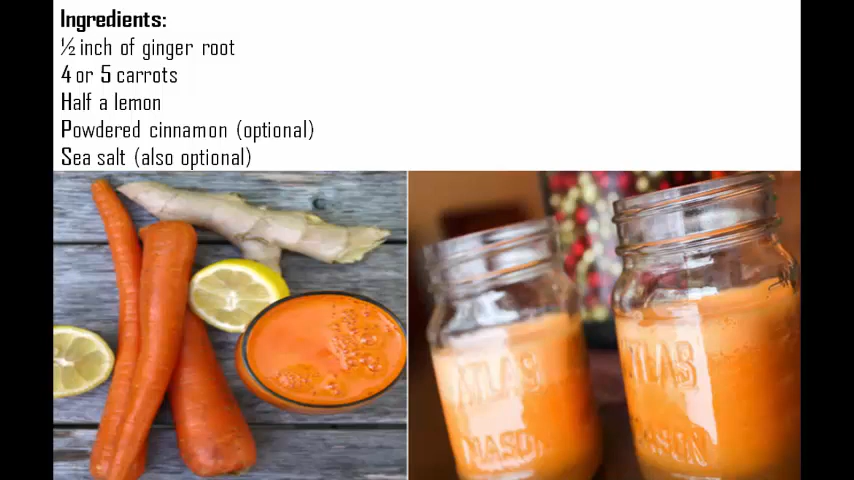 Ingredients:
½ inch of ginger root
4 or 5 carrots
Half a lemon
Powdered cinnamon (optional)
Sea salt (also optional)
ATLAS ATLAS
MASON MASON